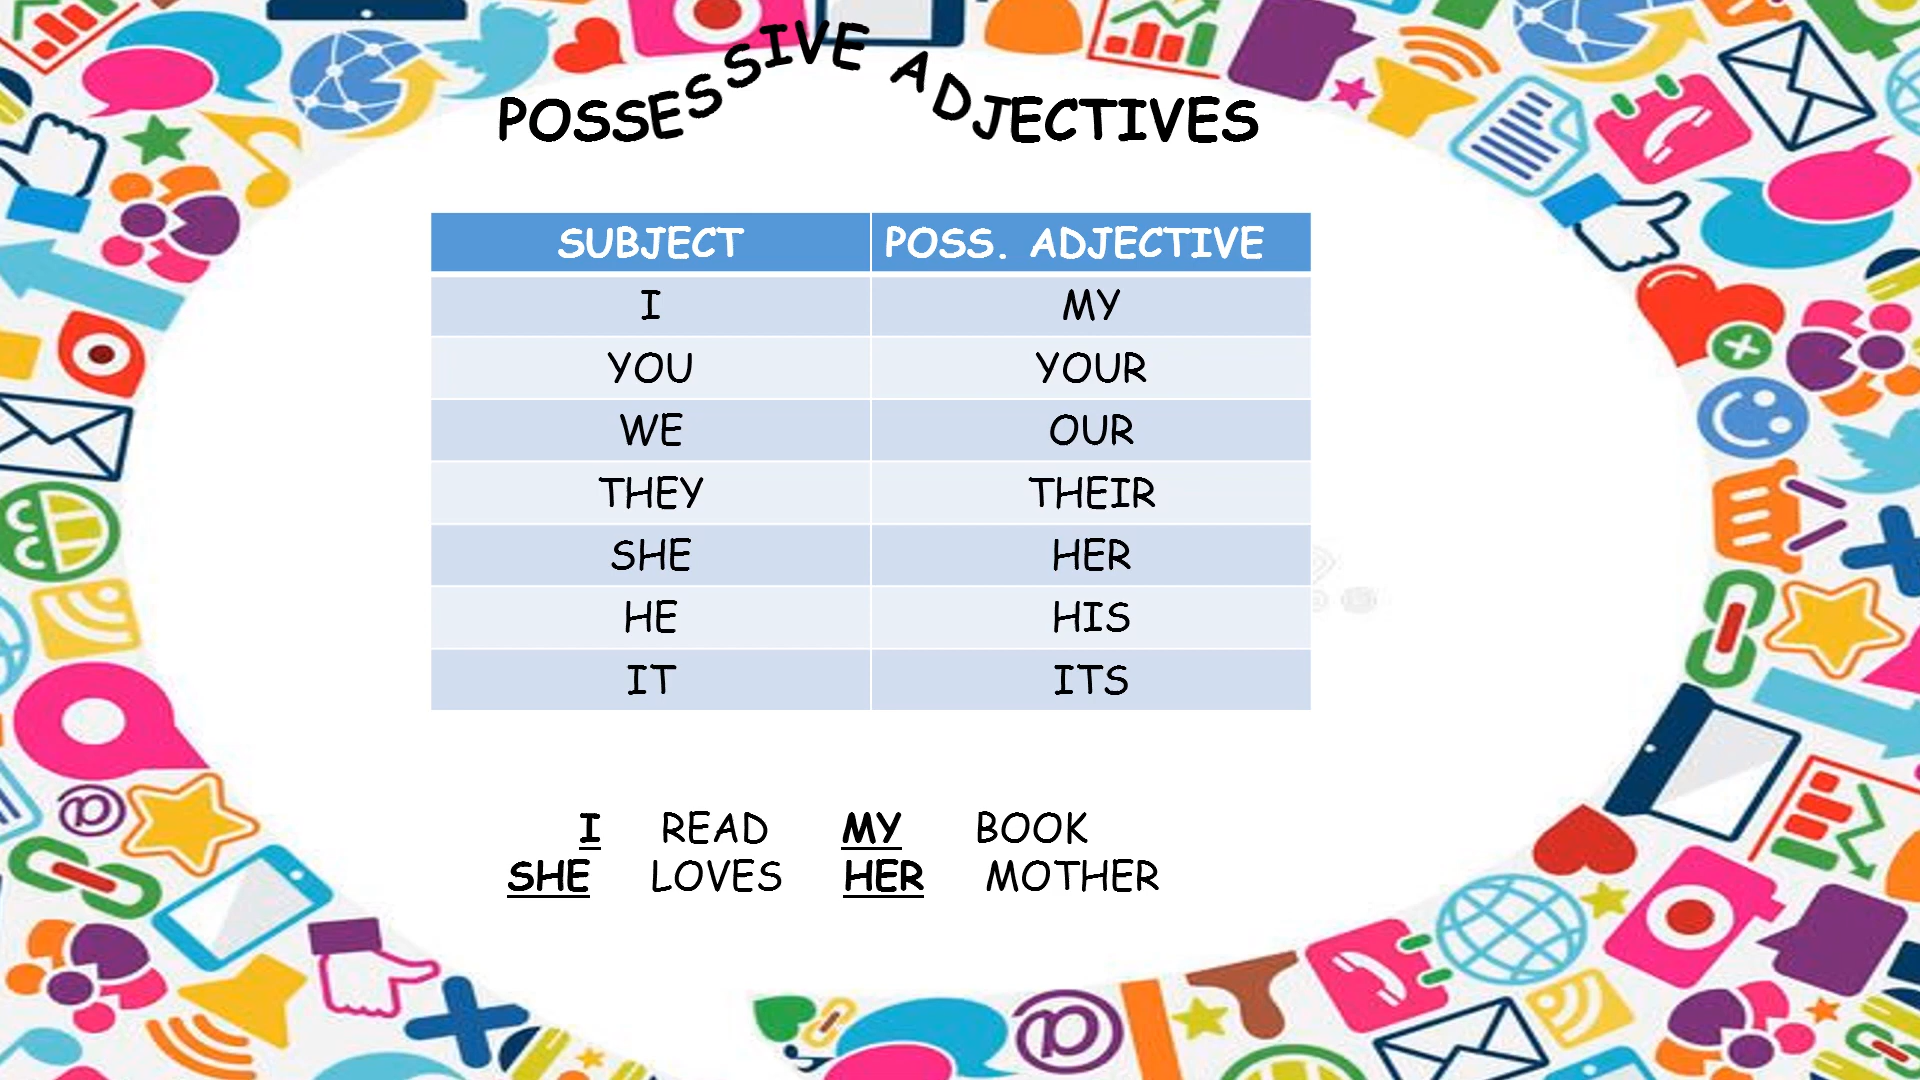 POSSESSIVE ADJECTIVES
SUBJECT POSS. ADJECTIVE
I MY
YOU YOUR
WE OUR
THEY THEIR
SHE HER
HE HIS
IT ITS
I READ MY BOOK
SHE LOVES HER MOTHER